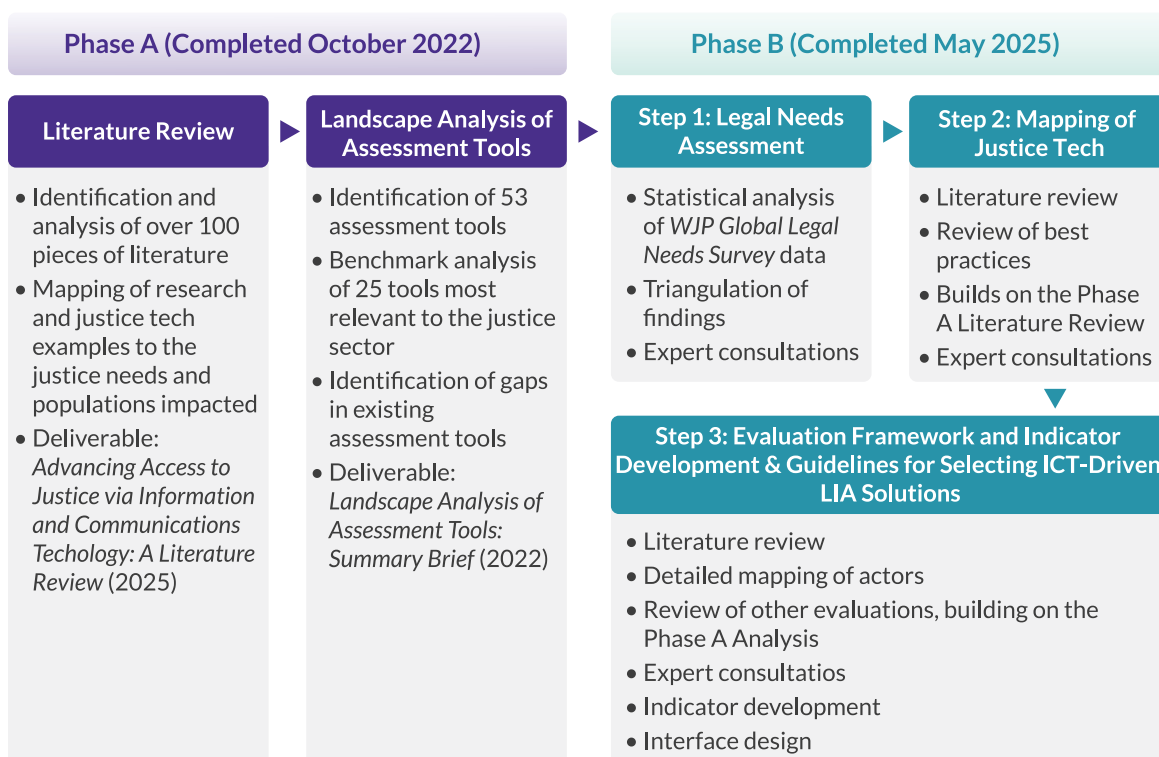 Phase A (Completed October 2022)
Phase B (Completed May 2025)
Literature Review
• Identification and
analysis of over 100
pieces of literature
• Mapping of research
and justice tech
examples to the
justice needs and
populations impacted
• Deliverable:
Advancing Access to
Justice via Information
and Communications
Techology: A Literature
Review (2025)
Landscape Analysis of
Assessment Tools
• Identification of 53
assessment tools
• Benchmark analysis
of 25 tools most
relevant to the justice
sector
• Identification of gaps
in existing
assessment tools
• Deliverable:
Landscape Analysis of
Assessment Tools:
Summary Brief (2022)
Step 1: Legal Needs
Assessment
• Statistical analysis
of WJP Global Legal
Needs Survey data
• Triangulation of
findings
• Expert consultations
Step 2: Mapping of
Justice Tech
• Literature review
• Review of best
practices
• Builds on the Phase
A Literature Review
• Expert consultations
Step 3: Evaluation Framework and Indicator
Development & Guidelines for Selecting ICT-Driven
LIA Solutions
• Literature review
• Detailed mapping of actors
• Review of other evaluations, building on the
Phase A Analysis
• Expert consultatios
• Indicator development
• Interface design